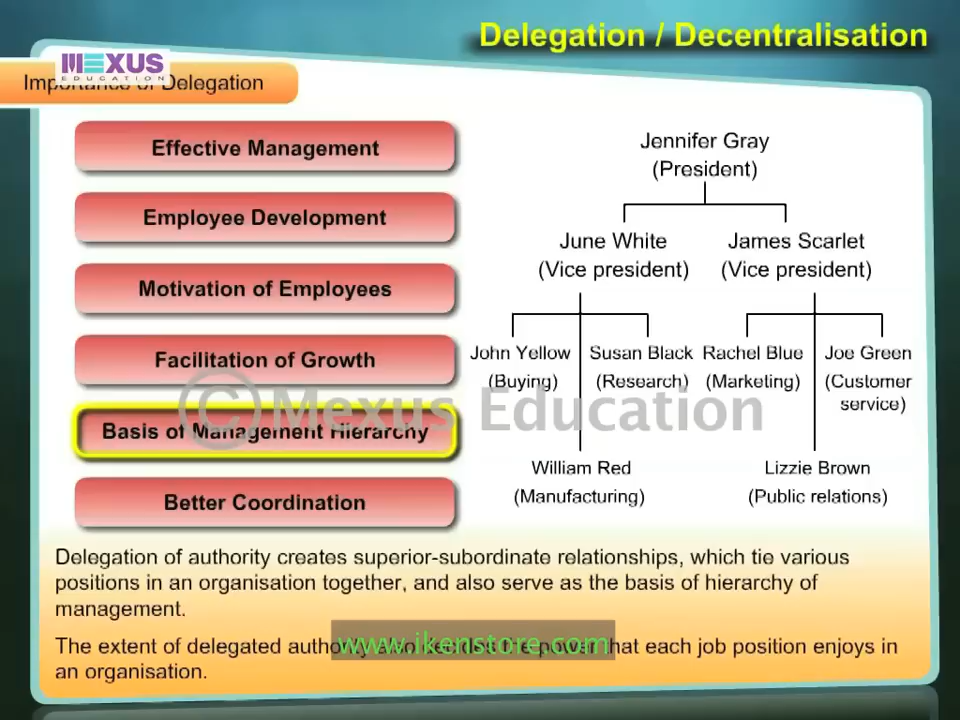 Delegation / Decentralisation
MEXUS
EDUCATION
Importance of Delegation
Effective Management
Employee Development
Motivation of Employees
Facilitation of Growth
Basis of Management Hierarchy
Better Coordination
Jennifer Gray
(President)
June White
(Vice president)
James Scarlet
(Vice president)
John Yellow
(Buying)
Susan Black
(Research)
Rachel Blue
(Marketing)
Joe Green
(Customer
service)
William Red
(Manufacturing)
Lizzie Brown
(Public relations)
© Mexus Education
Delegation of authority creates superior-subordinate relationships, which tie various
positions in an organisation together, and also serve as the basis of hierarchy of
management.
The extent of delegated authority power that each job position enjoys in
an organisation.
www.ikenstore.com